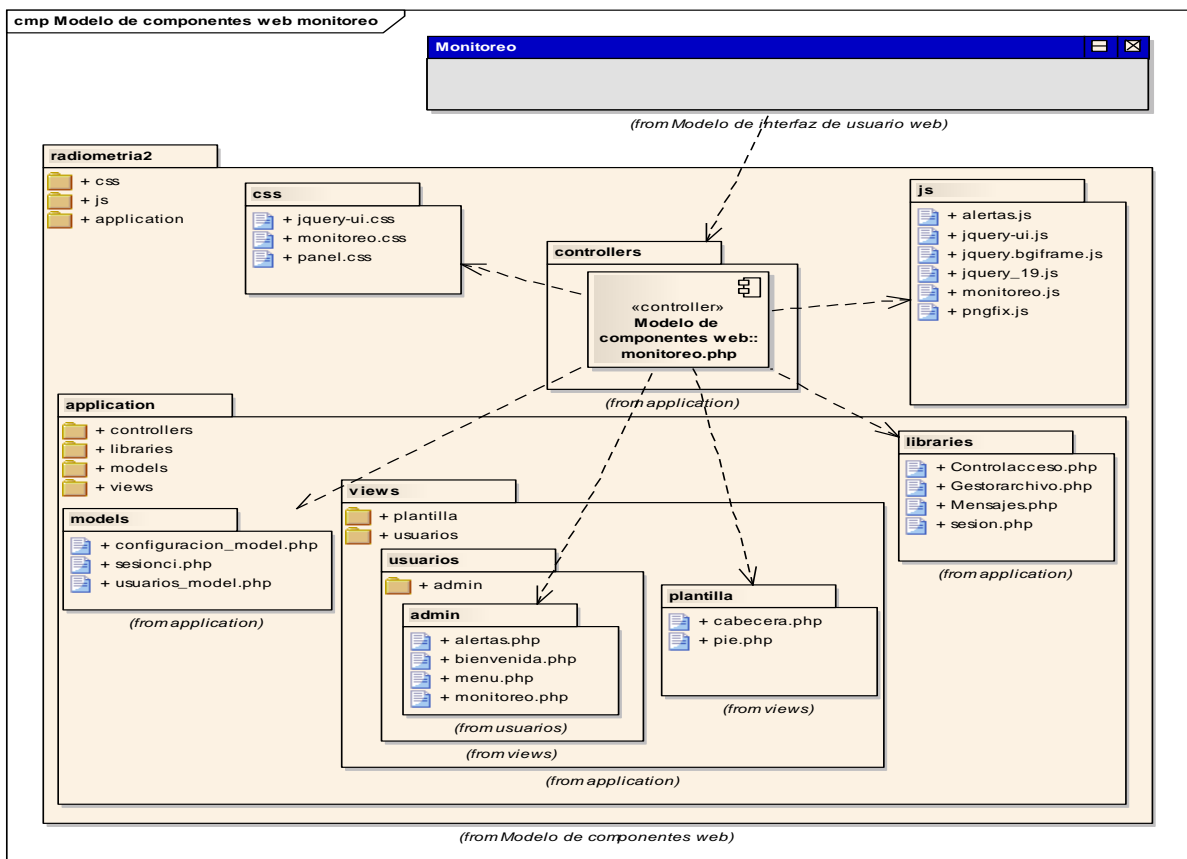 cmp Modelo de componentes web monitoreo
Monitoreo
(from Modelo de interfaz de usuario web)
radiometria2
+ css
+ js
+ application
css
+ jquery-ui.css
+ monitoreo.css
+ panel.css
controllers
«controller»
Modelo de
componentes web::
monitoreo.php
(from application)
js
+ alertas.js
+ jquery-ui.js
+ jquery.bgiframe.js
+ jquery_19.js
+ monitoreo.js
+ pngfix.js
application
+ controllers
+ libraries
+ models
+ views
models
+ configuracion_model.php
+ sesionci.php
+ usuarios_model.php
(from application)
views
+ plantilla
+ usuarios
usuarios
+ admin
admin
+ alertas.php
+ bienvenida.php
+ menu.php
+ monitoreo.php
(from usuarios)
(from views)
plantilla
+ cabecera.php
+ pie.php
(from views)
(from application)
libraries
+ Controlacceso.php
+ Gestorarchivo.php
+ Mensajes.php
+ sesion.php
(from application)
(from Modelo de componentes web)